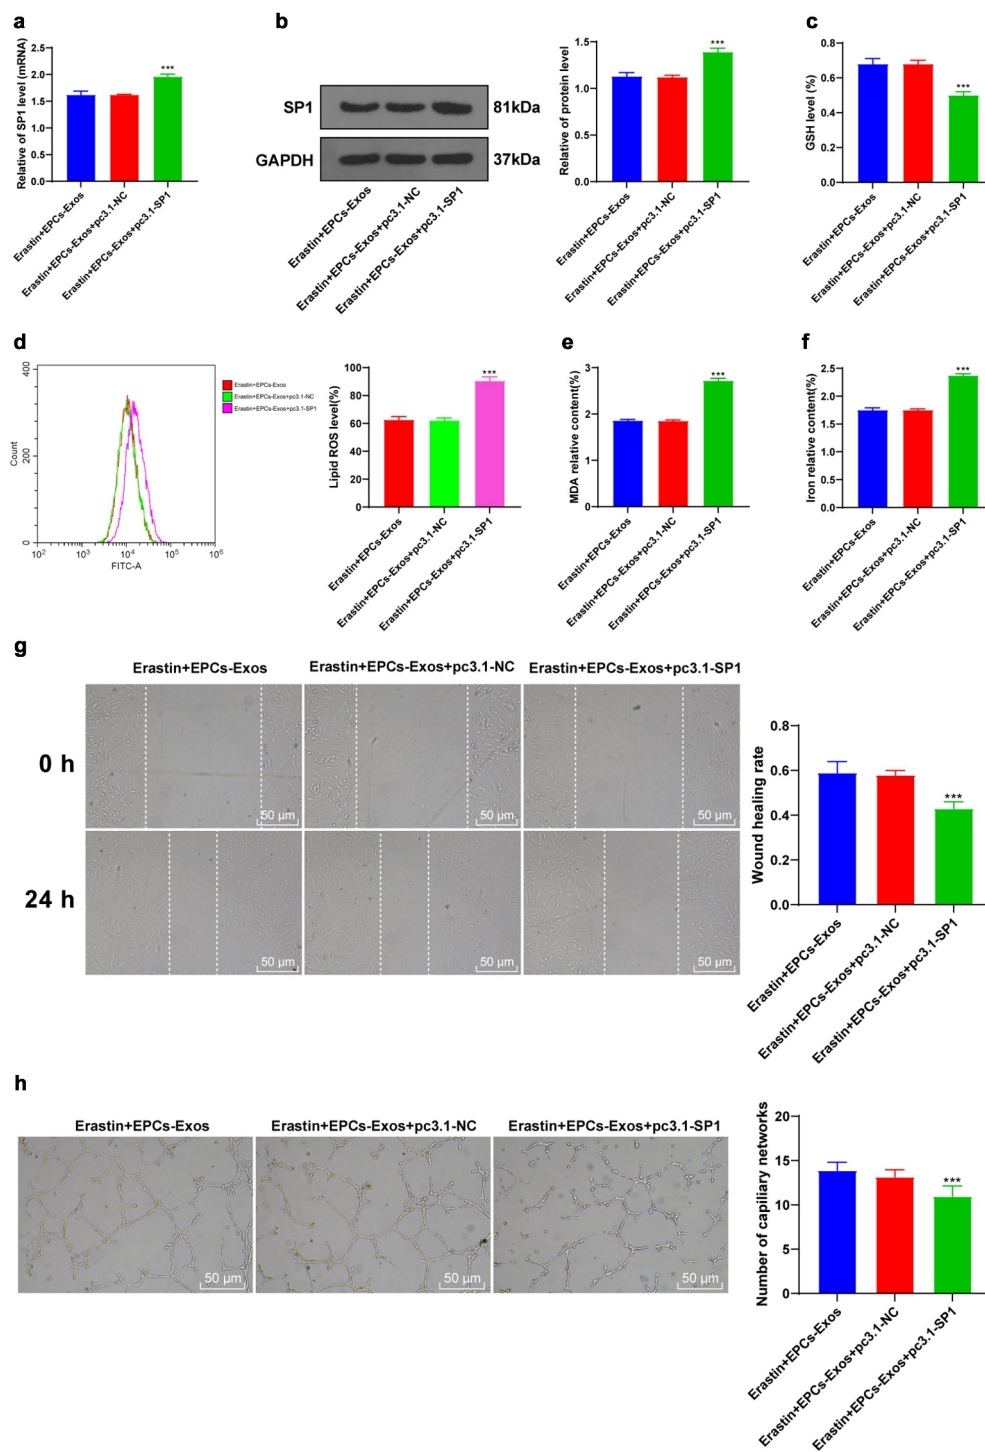 a
Relative of SP1 level (mRNA)
2.5
2.0
1.5
1.0
0.5
0.0
***
Erastin+EPCs-Exos
Erastin+EPCs-Exos+pc3.1-NC
Erastin+EPCs-Exos+pc3.1-SP1
b
SP1
81kDa
GAPDH
37kDa
Erastin+EPCs-Exos
Erastin+EPCs-Exos+pc3.1-NC
Erastin+EPCs-Exos+pc3.1-SP1
Relative of protein level
1.5
1.0
0.5
0.0
***
Erastin+EPCs-Exos
Erastin+EPCs-Exos+pc3.1-NC
Erastin+EPCs-Exos+pc3.1-SP1
c
GSH level (%)
0.8
0.6
0.4
0.2
0.0
***
Erastin+EPCs-Exos
Erastin+EPCs-Exos+pc3.1-NC
Erastin+EPCs-Exos+pc3.1-SP1
d
Count
400
200
0
10²
10³
10⁴
10⁵
10⁶
FITC-A
Erastin+EPCs-Exos
Erastin+EPCs-Exos+pc3.1-NC
Erastin+EPCs-Exos+pc3.1-SP1
Lipid ROS level(%)
100
80
60
40
20
0
***
Erastin+EPCs-Exos
Erastin+EPCs-Exos+pc3.1-NC
Erastin+EPCs-Exos+pc3.1-SP1
e
MDA relative content(%)
3
2
1
0
***
Erastin+EPCs-Exos
Erastin+EPCs-Exos+pc3.1-NC
Erastin+EPCs-Exos+pc3.1-SP1
f
Iron relative content(%)
2.5
2.0
1.5
1.0
0.5
0.0
***
Erastin+EPCs-Exos
Erastin+EPCs-Exos+pc3.1-NC
Erastin+EPCs-Exos+pc3.1-SP1
g
Erastin+EPCs-Exos
Erastin+EPCs-Exos+pc3.1-NC
Erastin+EPCs-Exos+pc3.1-SP1
0 h
50 μm
50 μm
50 μm
24 h
50 μm
50 μm
50 μm
Wound healing rate
0.8
0.6
0.4
0.2
0.0
***
Erastin+EPCs-Exos
Erastin+EPCs-Exos+pc3.1-NC
Erastin+EPCs-Exos+pc3.1-SP1
h
Erastin+EPCs-Exos
Erastin+EPCs-Exos+pc3.1-NC
Erastin+EPCs-Exos+pc3.1-SP1
50 μm
50 μm
50 μm
Number of capiliary networks
20
15
10
5
0
***
Erastin+EPCs-Exos
Erastin+EPCs-Exos+pc3.1-NC
Erastin+EPCs-Exos+pc3.1-SP1